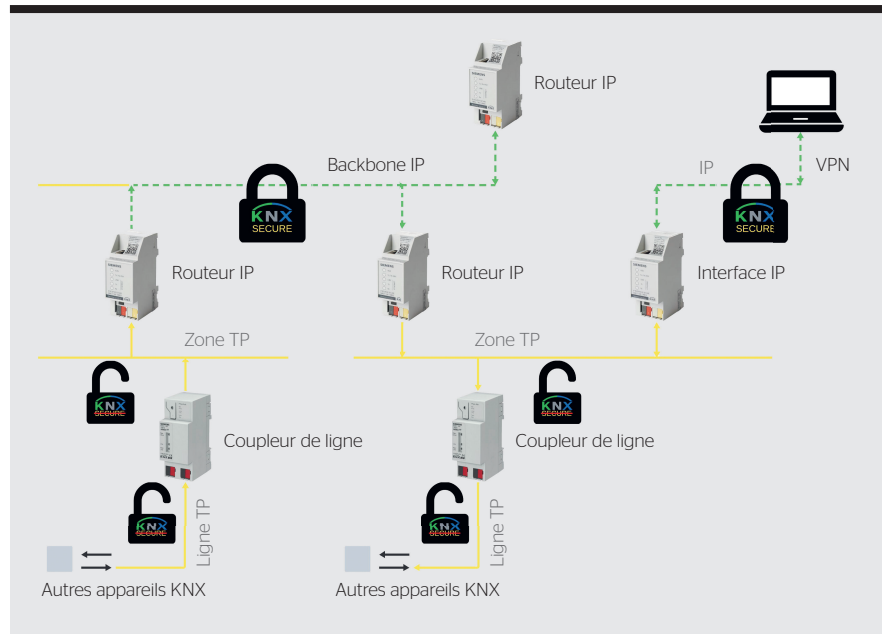 Routeur IP
Backbone IP
IP
VPN
KNX
SECURE
KNX
SECURE
Routeur IP
Routeur IP
Interface IP
Zone TP
Zone TP
KNX
SECURE
KNX
SECURE
Coupleur de ligne
Coupleur de ligne
KNX
SECURE
Ligne TP
KNX
SECURE
Ligne TP
Autres appareils KNX
Autres appareils KNX